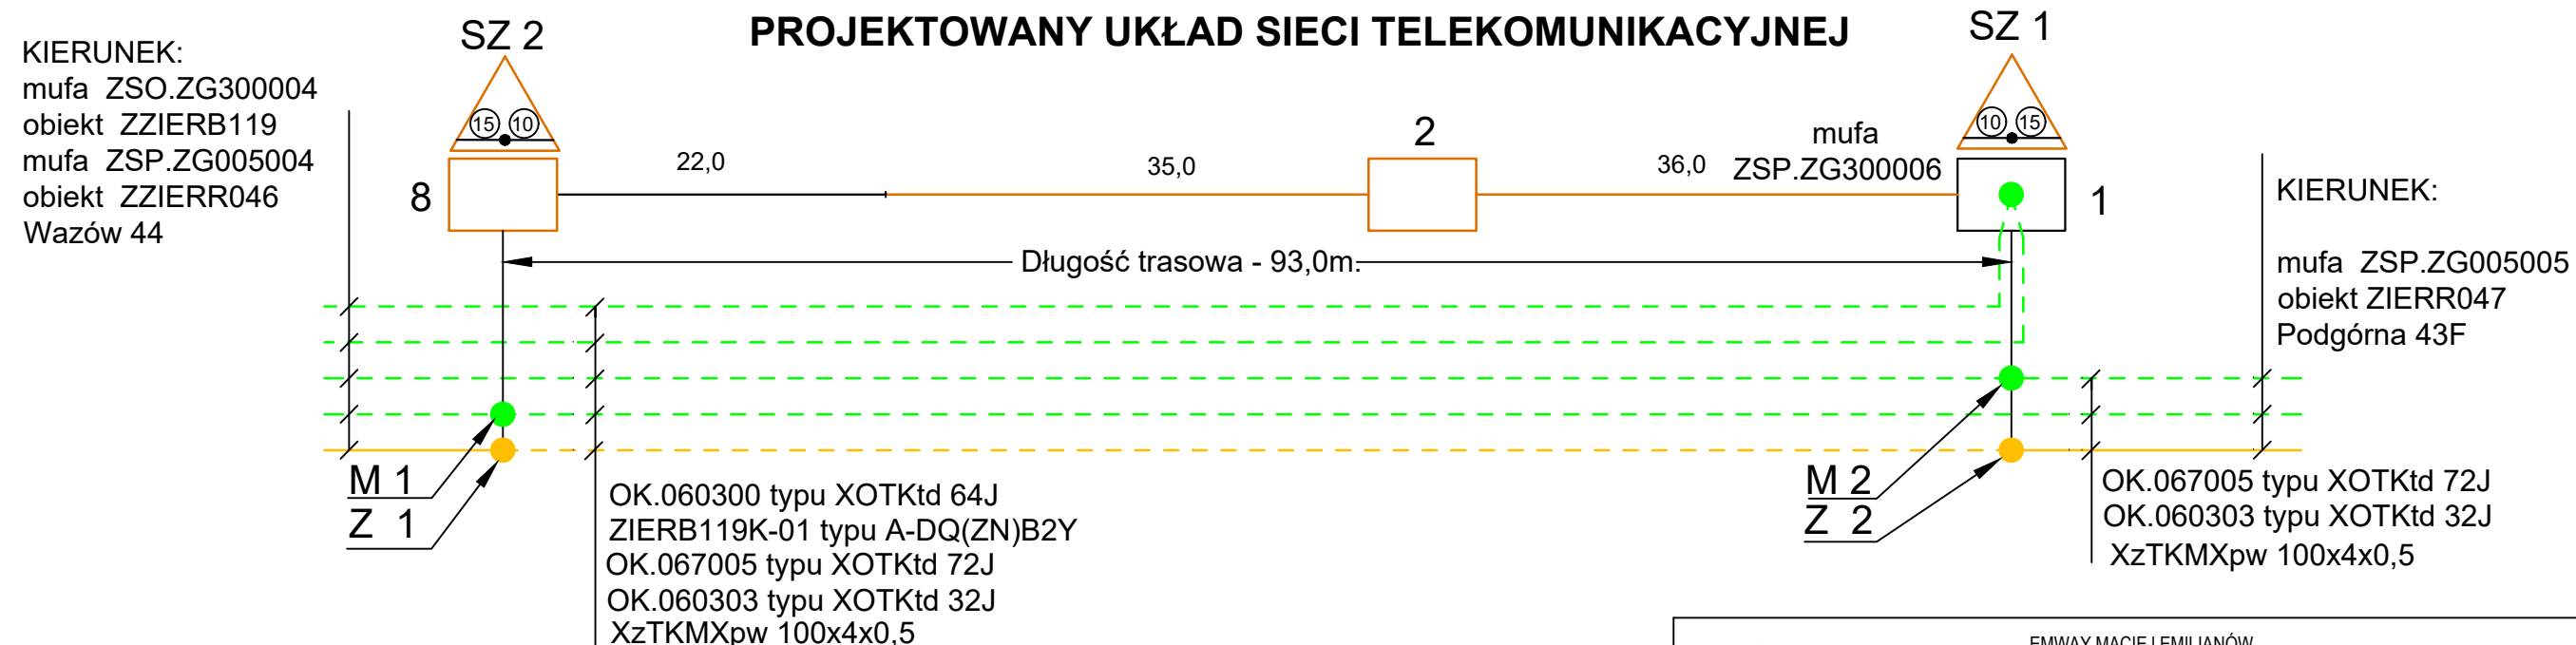 PROJEKTOWANY UKŁAD SIECI TELEKOMUNIKACYJNEJ
KIERUNEK:
mufa ZSO.ZG300004
obiekt ZZIERB119
mufa ZSP.ZG005004
obiekt ZZIERR046
Wazów 44
SZ 2
15 10
8
22,0
35,0
2
36,0
mufa
ZSP.ZG300006
SZ 1
10 15
1
KIERUNEK:
mufa ZSP.ZG005005
obiekt ZIERR047
Podgórna 43F
Długość trasowa - 93,0m.
M 1
Z 1
OK.060300 typu XOTKtd 64J
ZIERB119K-01 typu A-DQ(ZN)B2Y
OK.067005 typu XOTKtd 72J
OK.060303 typu XOTKtd 32J
XzTKMXpw 100x4x0,5
M 2
Z 2
OK.067005 typu XOTKtd 72J
OK.060303 typu XOTKtd 32J
XzTKMXpw 100x4x0,5
EMWAY MACIEJ EMILIANÓW